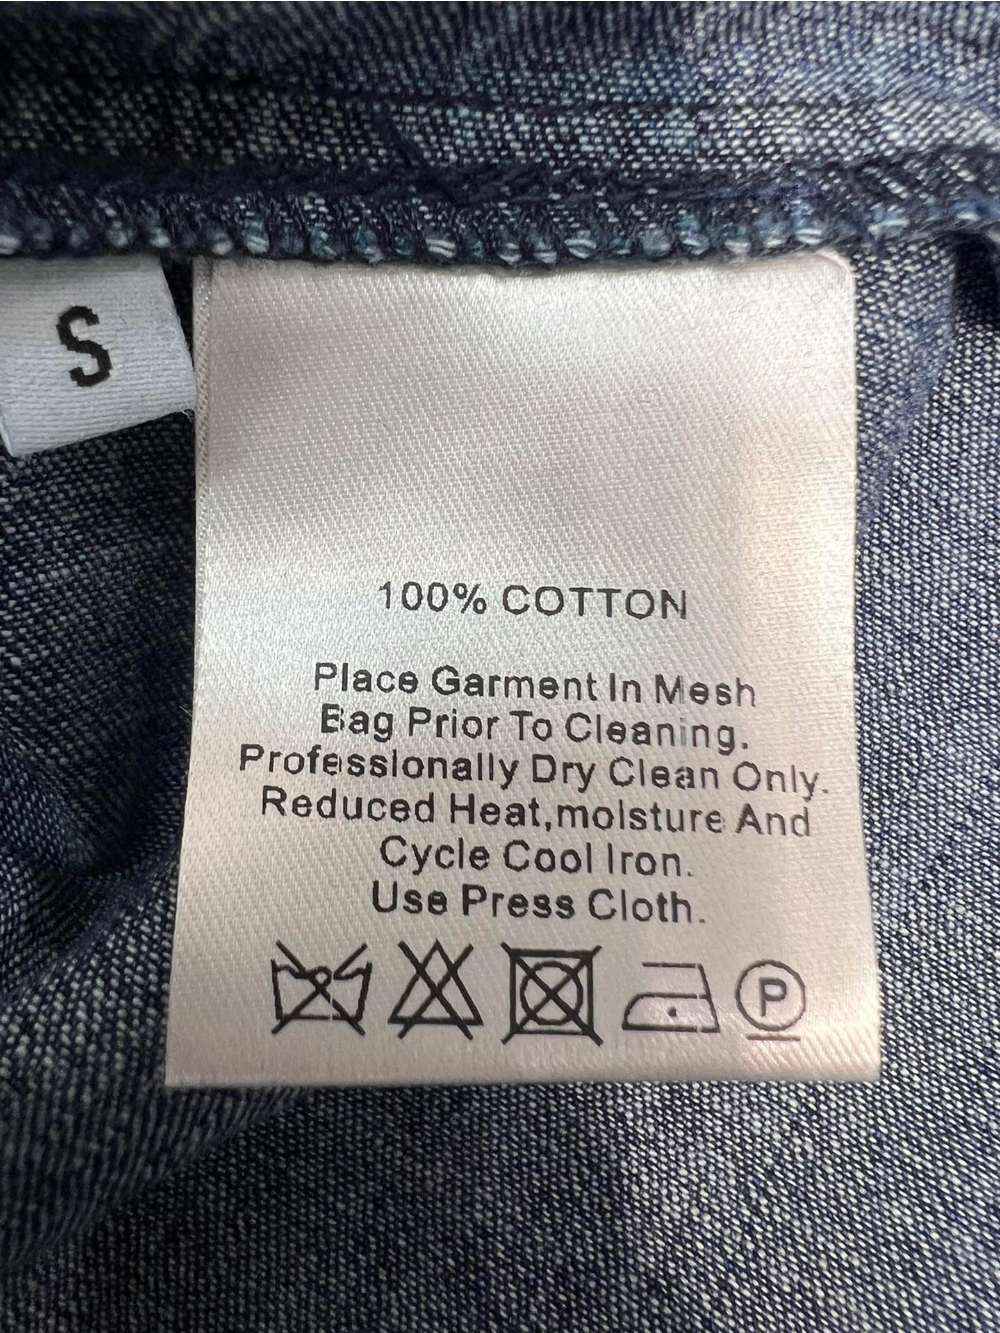 S
100% COTTON
Place Garment In Mesh
Bag Prior To Cleaning.
Professionally Dry Clean Only.
Reduced Heat,moisture And
Cycle Cool Iron.
Use Press Cloth.
P